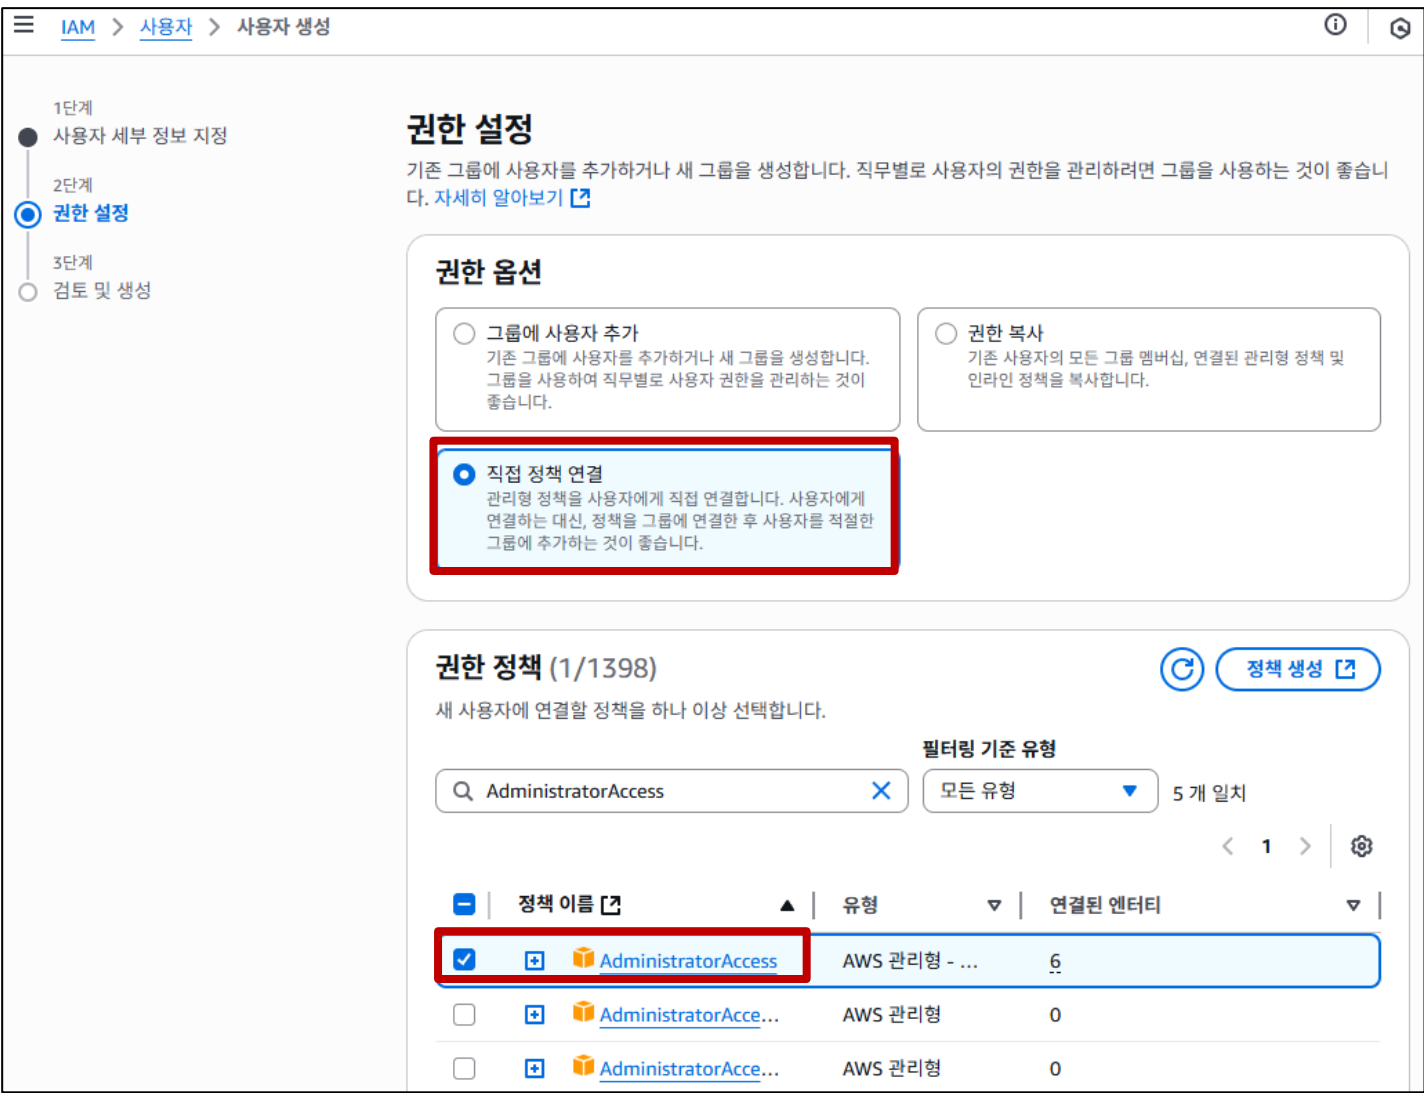 IAM > 사용자 > 사용자 생성
1단계
사용자 세부 정보 지정
2단계
권한 설정
3단계
검토 및 생성
권한 설정
기존 그룹에 사용자를 추가하거나 새 그룹을 생성합니다. 직무별로 사용자의 권한을 관리하려면 그룹을 사용하는 것이 좋습니
다. 자세히 알아보기
권한 옵션
그룹에 사용자 추가
기존 그룹에 사용자를 추가하거나 새 그룹을 생성합니다.
그룹을 사용하여 직무별로 사용자 권한을 관리하는 것이
좋습니다.
권한 복사
기존 사용자의 모든 그룹 멤버십, 연결된 관리형 정책 및
인라인 정책을 복사합니다.
직접 정책 연결
관리형 정책을 사용자에게 직접 연결합니다. 사용자에게
연결하는 대신, 정책을 그룹에 연결한 후 사용자를 적절한
그룹에 추가하는 것이 좋습니다.
권한 정책 (1/1398)
정책 생성
새 사용자에 연결할 정책을 하나 이상 선택합니다.
필터링 기준 유형
AdministratorAccess
모든 유형
5 개 일치
1
정책 이름 유형 연결된 엔터티
AdministratorAccess AWS 관리형 - ... 6
AdministratorAcce... AWS 관리형 0
AdministratorAcce... AWS 관리형 0